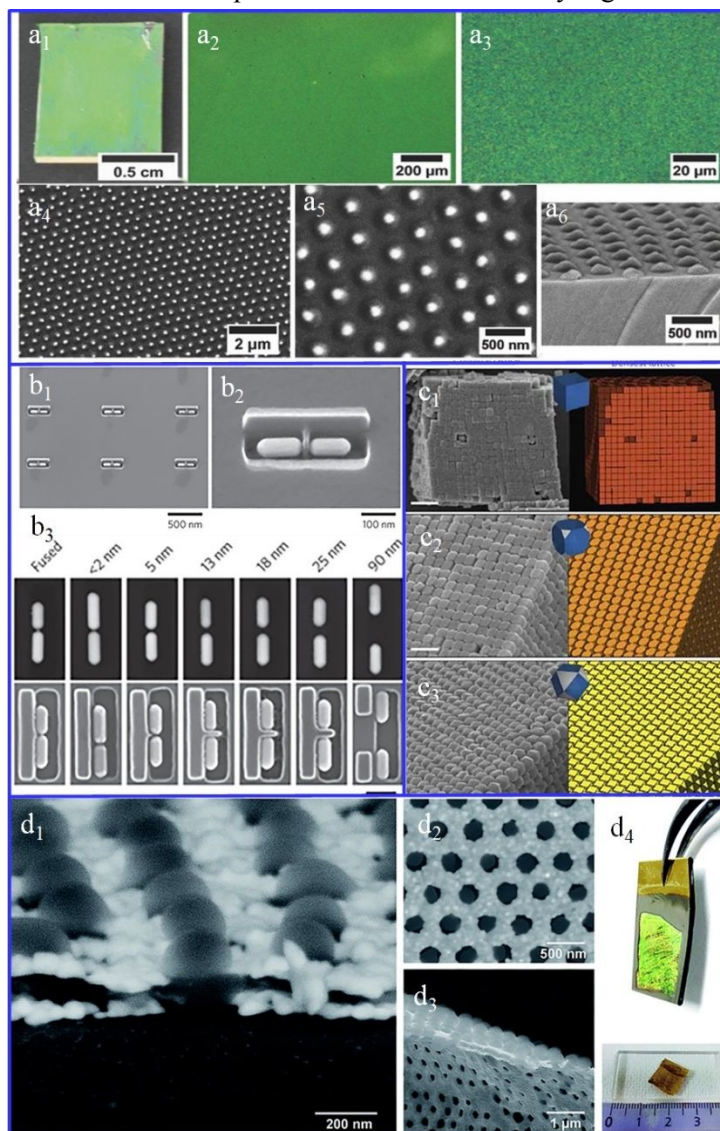 a1
a2
a3
0.5 cm
200 µm
20 µm
a4
a5
a6
2 µm
500 nm
500 nm
b1
b2
500 nm
100 nm
b3
Fused
<2 nm
5 nm
13 nm
18 nm
25 nm
90 nm
c1
c2
c3
d1
200 nm
d2
500 nm
d3
1 µm
d4
0 1 2 3